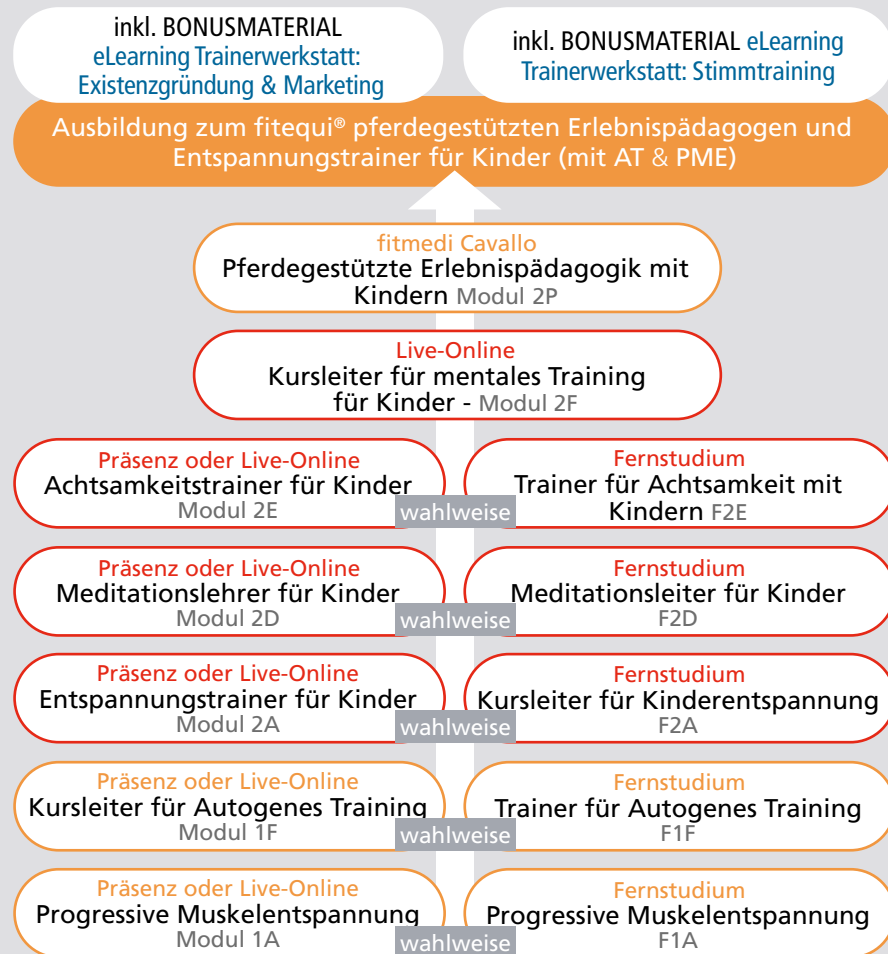 inkl. BONUSMATERIAL
eLearning Trainerwerkstatt:
Existenzgründung & Marketing
inkl. BONUSMATERIAL eLearning
Trainerwerkstatt: Stimmtraining
Ausbildung zum fitequi® pferdegestützten Erlebnispädagogen und
Entspannungstrainer für Kinder (mit AT & PME)
fitmedi Cavallo
Pferdegestützte Erlebnispädagogik mit
Kindern Modul 2P
Live-Online
Kursleiter für mentales Training
für Kinder - Modul 2F
Präsenz oder Live-Online
Achtsamkeitstrainer für Kinder
Modul 2E
wahlweise
Fernstudium
Trainer für Achtsamkeit mit
Kindern F2E
Präsenz oder Live-Online
Meditationslehrer für Kinder
Modul 2D
wahlweise
Fernstudium
Meditationsleiter für Kinder
F2D
Präsenz oder Live-Online
Entspannungstrainer für Kinder
Modul 2A
wahlweise
Fernstudium
Kursleiter für Kinderentspannung
F2A
Präsenz oder Live-Online
Kursleiter für Autogenes Training
Modul 1F
wahlweise
Fernstudium
Trainer für Autogenes Training
F1F
Präsenz oder Live-Online
Progressive Muskelentspannung
Modul 1A
wahlweise
Fernstudium
Progressive Muskelentspannung
F1A